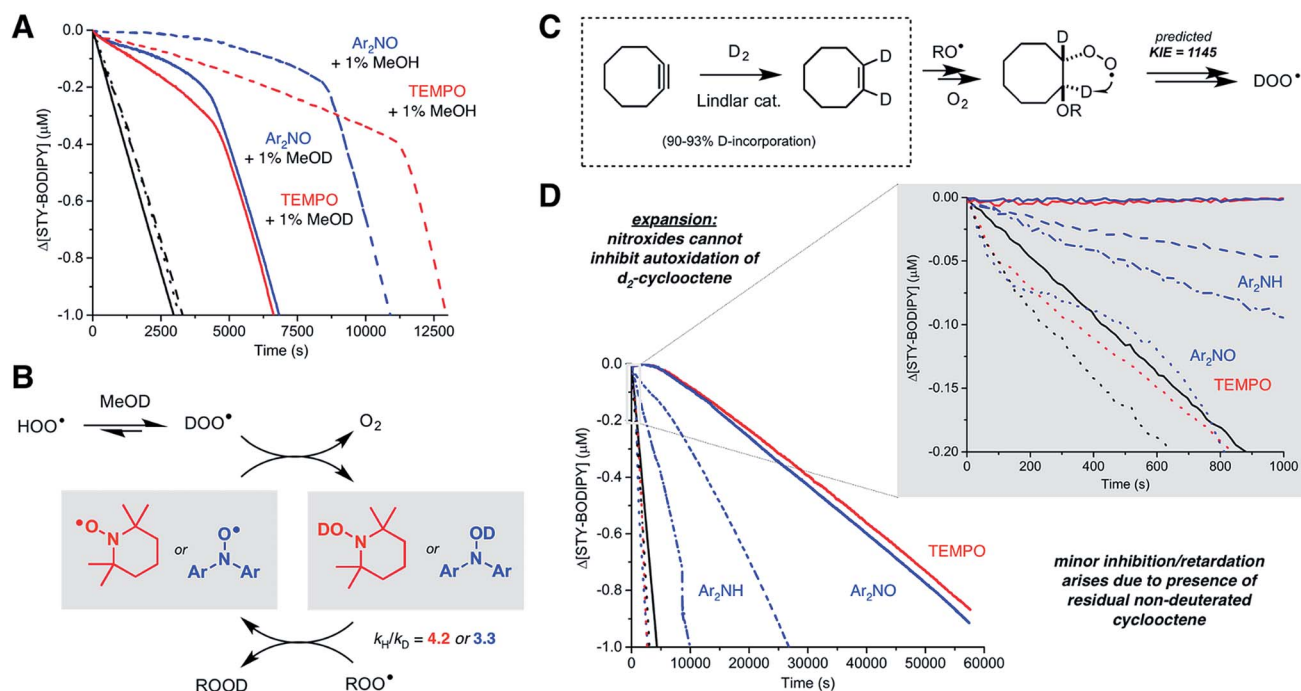 A
0.0
-0.2
-0.4
-0.6
-0.8
-1.0
Δ[STY-BODIPY] (μM)
0 2500 5000 7500 10000 12500
Time (s)
Ar2NO
+ 1% MeOH
TEMPO
+ 1% MeOH
Ar2NO
+ 1% MeOD
TEMPO
+ 1% MeOD
B
HOO•
MeOD
DOO•
O2
•O
N
or
O•
N
Ar Ar
DO
N
or
OD
N
Ar Ar
kH/kD = 4.2 or 3.3
ROOD
ROO•
C
D2
Lindlar cat.
D
D
(90-93% D-incorporation)
RO•
O2
D
O
O
•
D
OR
predicted
KIE = 1145
DOO•
D
expansion:
nitroxides cannot
inhibit autoxidation of
d2-cyclooctene
0.00
-0.05
-0.10
-0.15
-0.20
Δ[STY-BODIPY] (μM)
0 200 400 600 800 1000
Time (s)
Ar2NH
Ar2NO
TEMPO
0.0
-0.2
-0.4
-0.6
-0.8
-1.0
Δ[STY-BODIPY] (μM)
0 10000 20000 30000 40000 50000 60000
Time (s)
Ar2NH
Ar2NO
TEMPO
minor inhibition/retardation
arises due to presence of
residual non-deuterated
cyclooctene